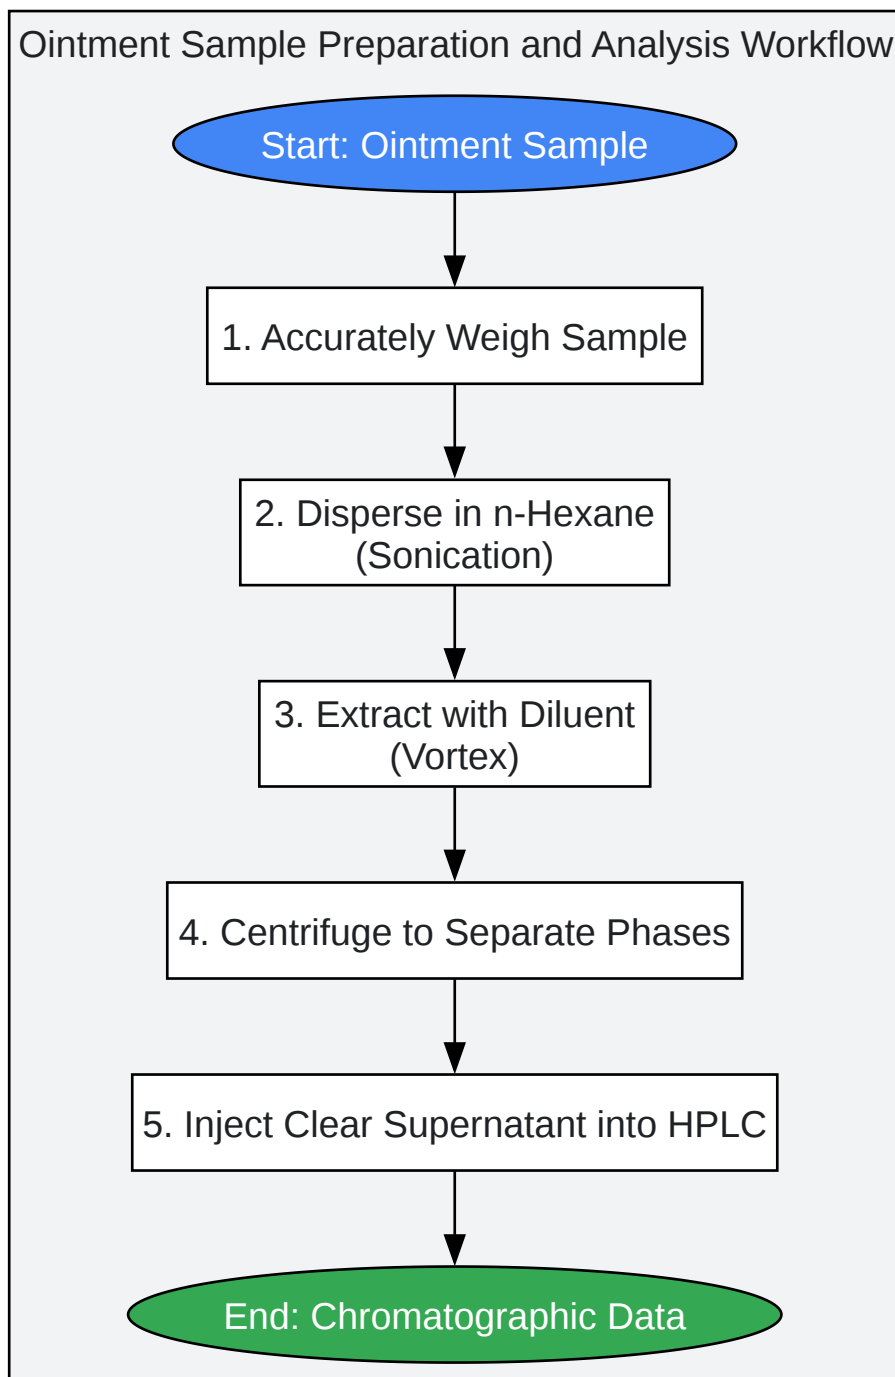 Ointment Sample Preparation and Analysis Workflow
Start: Ointment Sample
1. Accurately Weigh Sample
2. Disperse in n-Hexane
(Sonication)
3. Extract with Diluent
(Vortex)
4. Centrifuge to Separate Phases
5. Inject Clear Supernatant into HPLC
End: Chromatographic Data